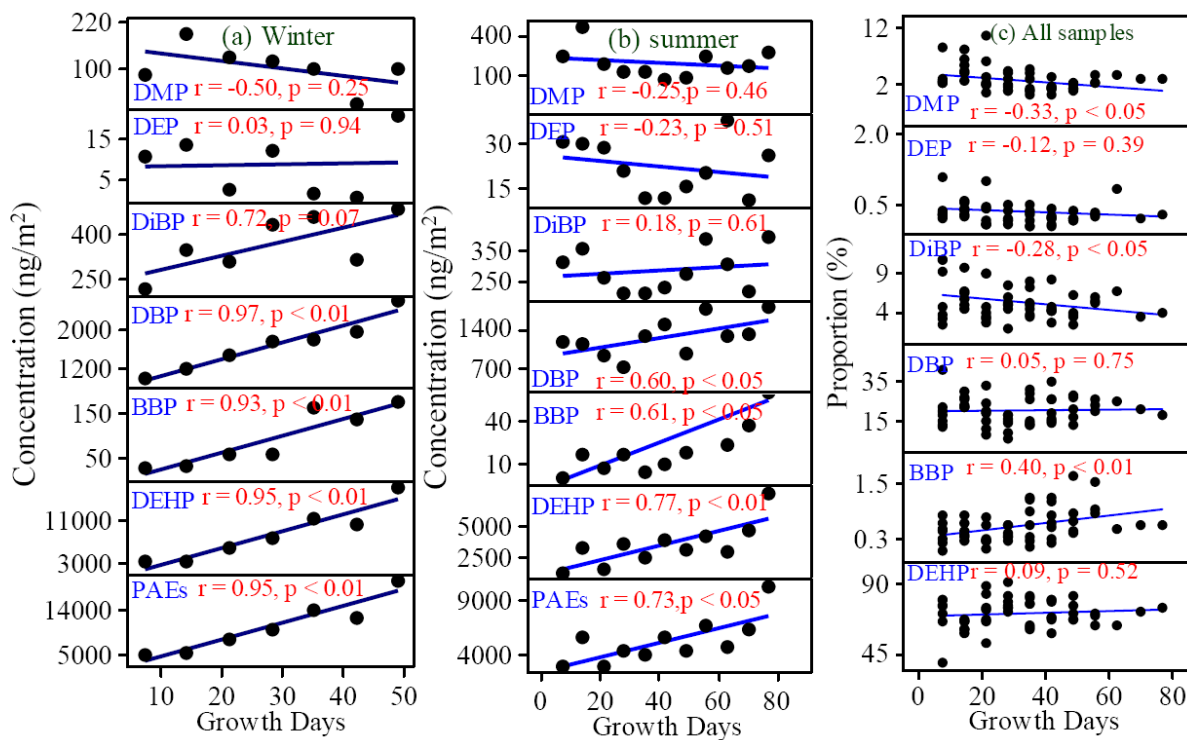 (a) Winter
Concentration (ng/m²)
220
100
DMP r = -0.50, p = 0.25
DEP r = 0.03, p = 0.94
15
5
DiBP r = 0.72, p = 0.07
400
250
DBP r = 0.97, p < 0.01
2000
1200
BBP r = 0.93, p < 0.01
150
50
DEHP r = 0.95, p < 0.01
11000
3000
PAEs r = 0.95, p < 0.01
14000
5000
10 20 30 40 50
Growth Days
(b) summer
Concentration (ng/m²)
400
100
DMP r = -0.25,p = 0.46
DEP r = -0.23, p = 0.51
30
15
DiBP r = 0.18, p = 0.61
350
250
1400
700
DBP r = 0.60, p < 0.05
BBP r = 0.61, p < 0.05
40
10
DEHP r = 0.77, p < 0.01
5000
2500
PAEs r = 0.73,p < 0.05
9000
4000
0 20 40 60 80
Growth Days
(c) All samples
Proportion (%)
12
2
DMP r = -0.33, p < 0.05
2.0
DEP r = -0.12, p = 0.39
0.5
DiBP r = -0.28, p < 0.05
9
4
DBP r = 0.05, p = 0.75
35
15
BBP r = 0.40, p < 0.01
1.5
0.3
DEHP r = 0.09, p = 0.52
90
45
0 20 40 60 80
Growth Days